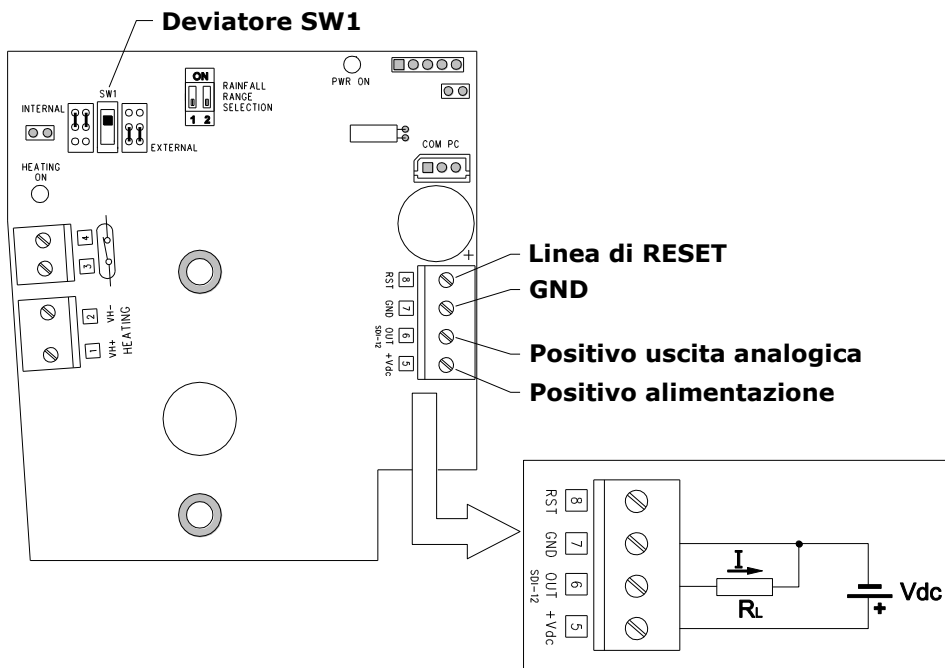 Deviatore SW1
ON
1 2
RAINFALL
RANGE
SELECTION
PWR ON
SW1
INTERNAL
EXTERNAL
COM PC
HEATING
ON
4
3
2 VH-
1 VH+
HEATING
+
RST 8
GND 7
OUT 6
SDI-12
+Vdc 5
Linea di RESET
GND
Positivo uscita analogica
Positivo alimentazione
RST 8
GND 7
OUT 6
SDI-12
+Vdc 5
I
RL
Vdc
+